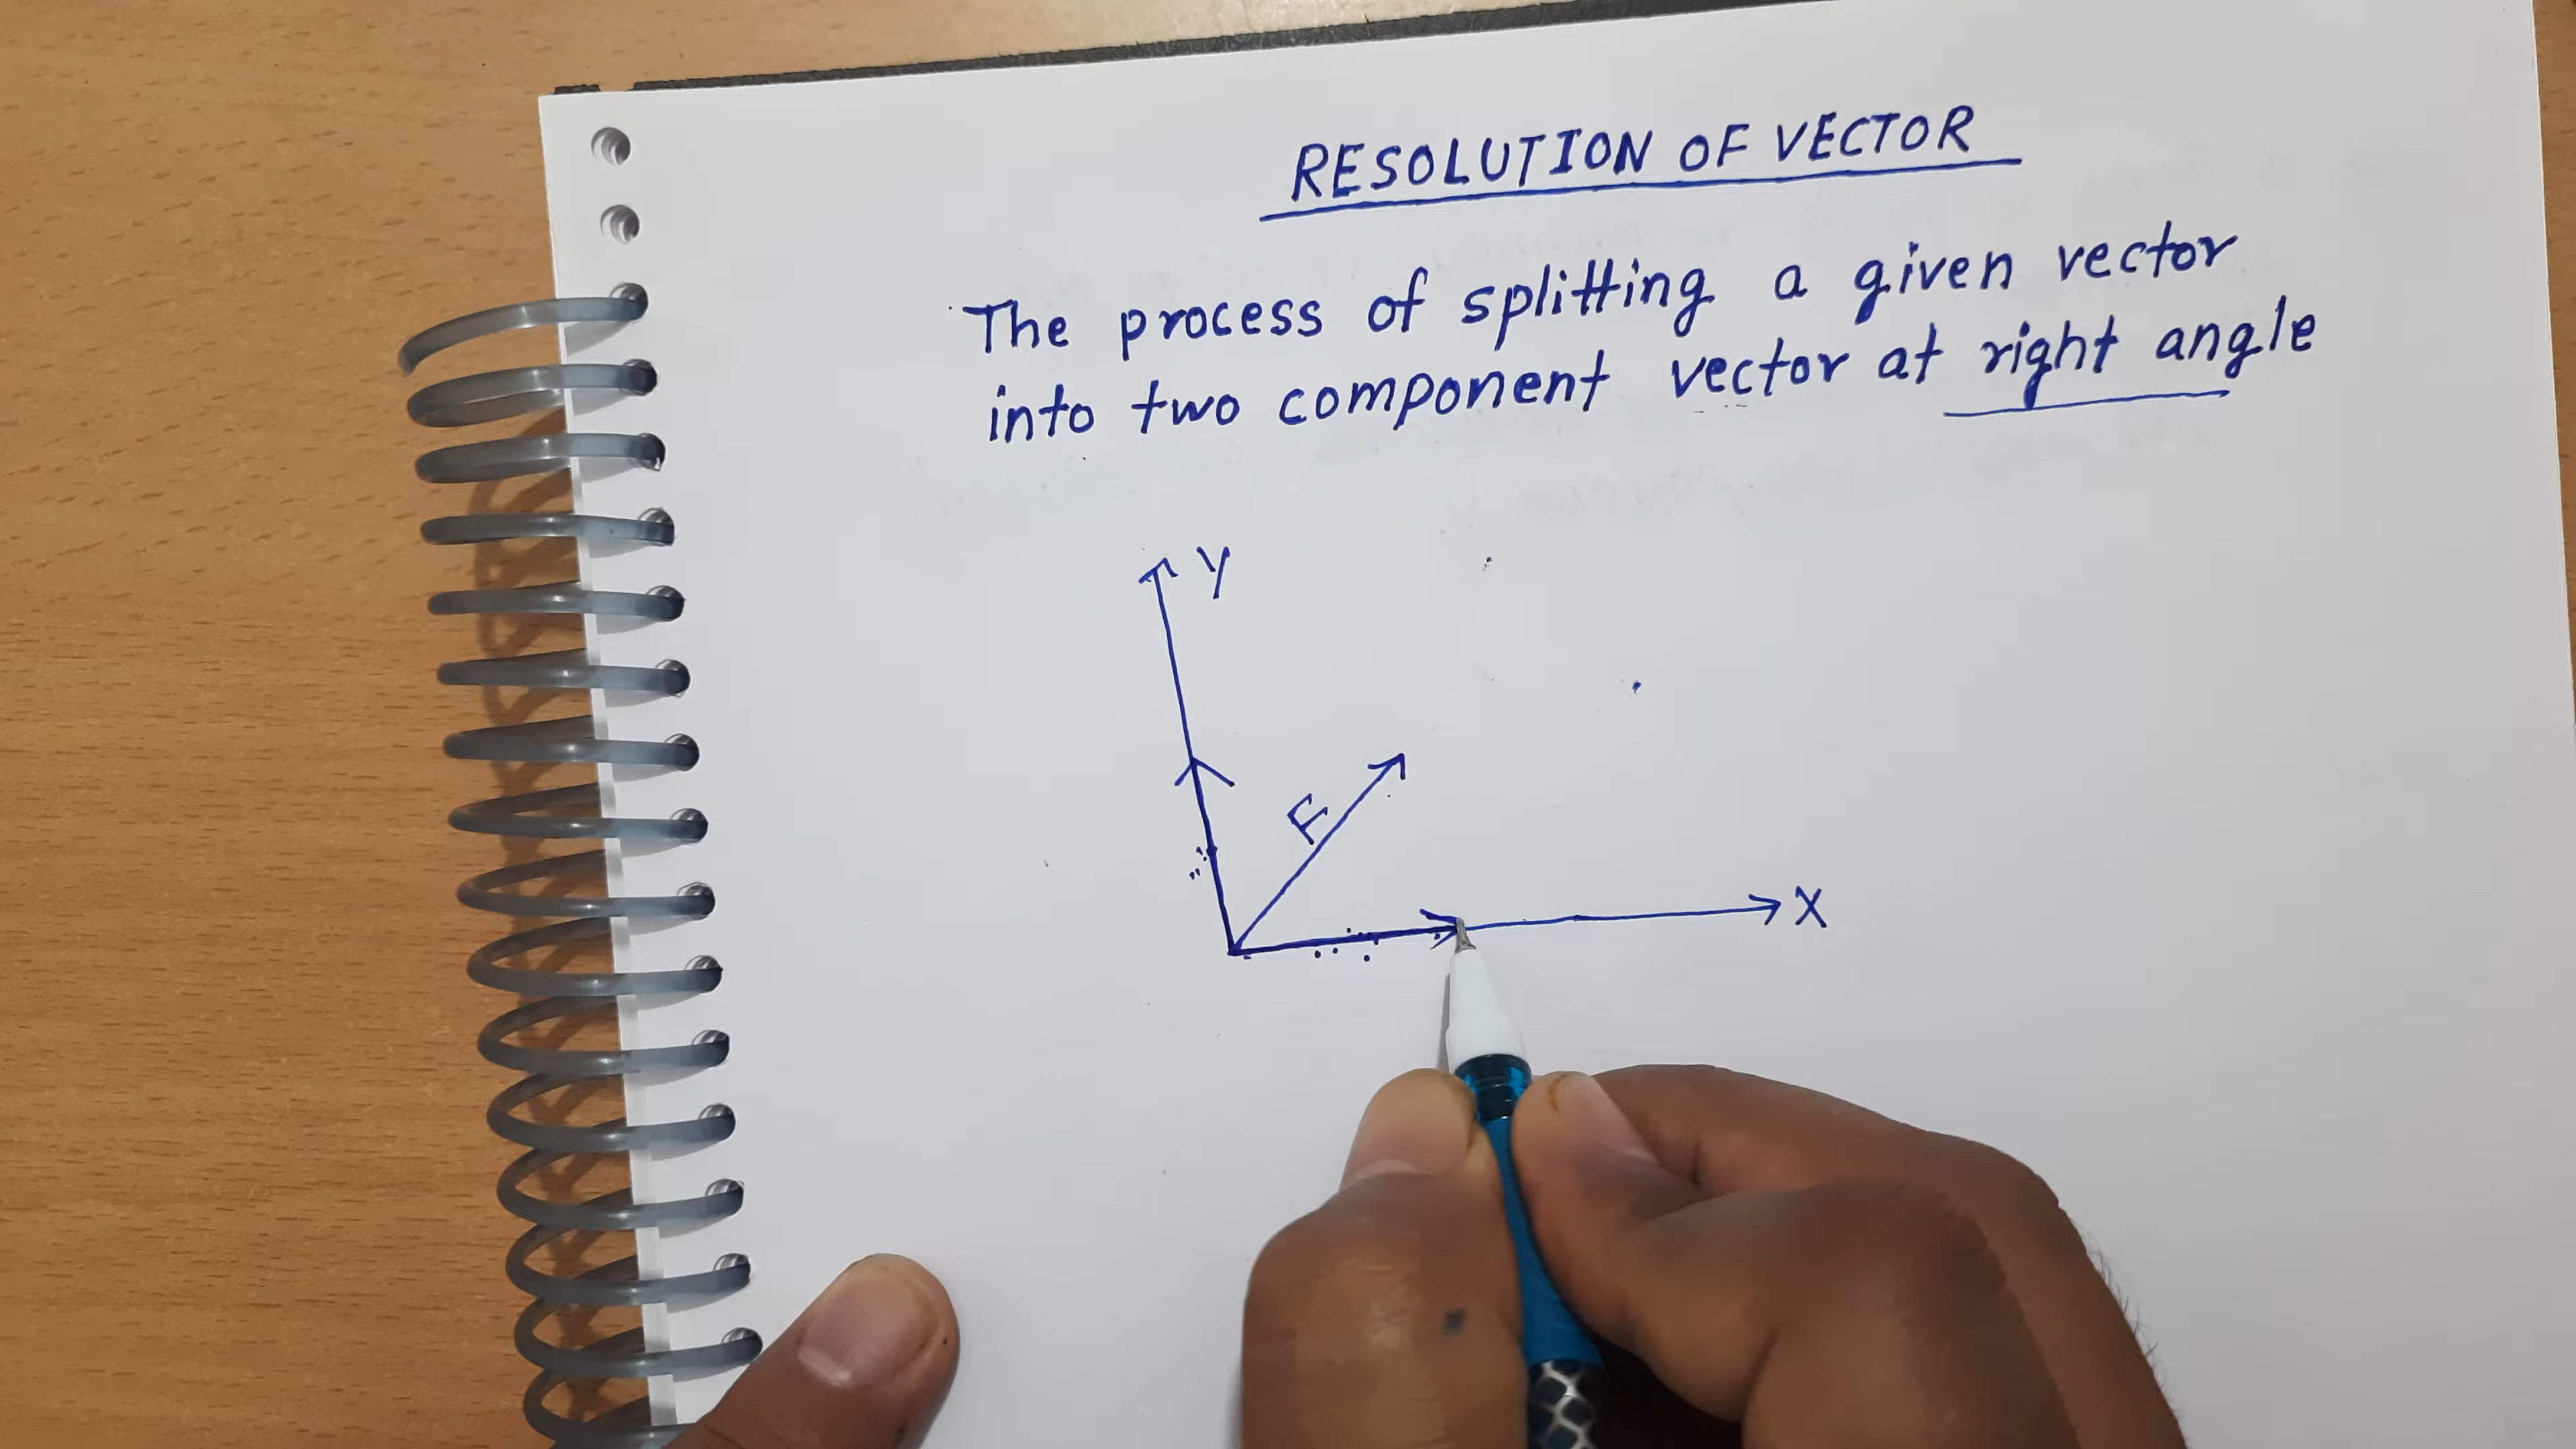 RESOLUTION OF VECTOR
The process of splitting a given vector
into two component vector at right angle
Y
F
X